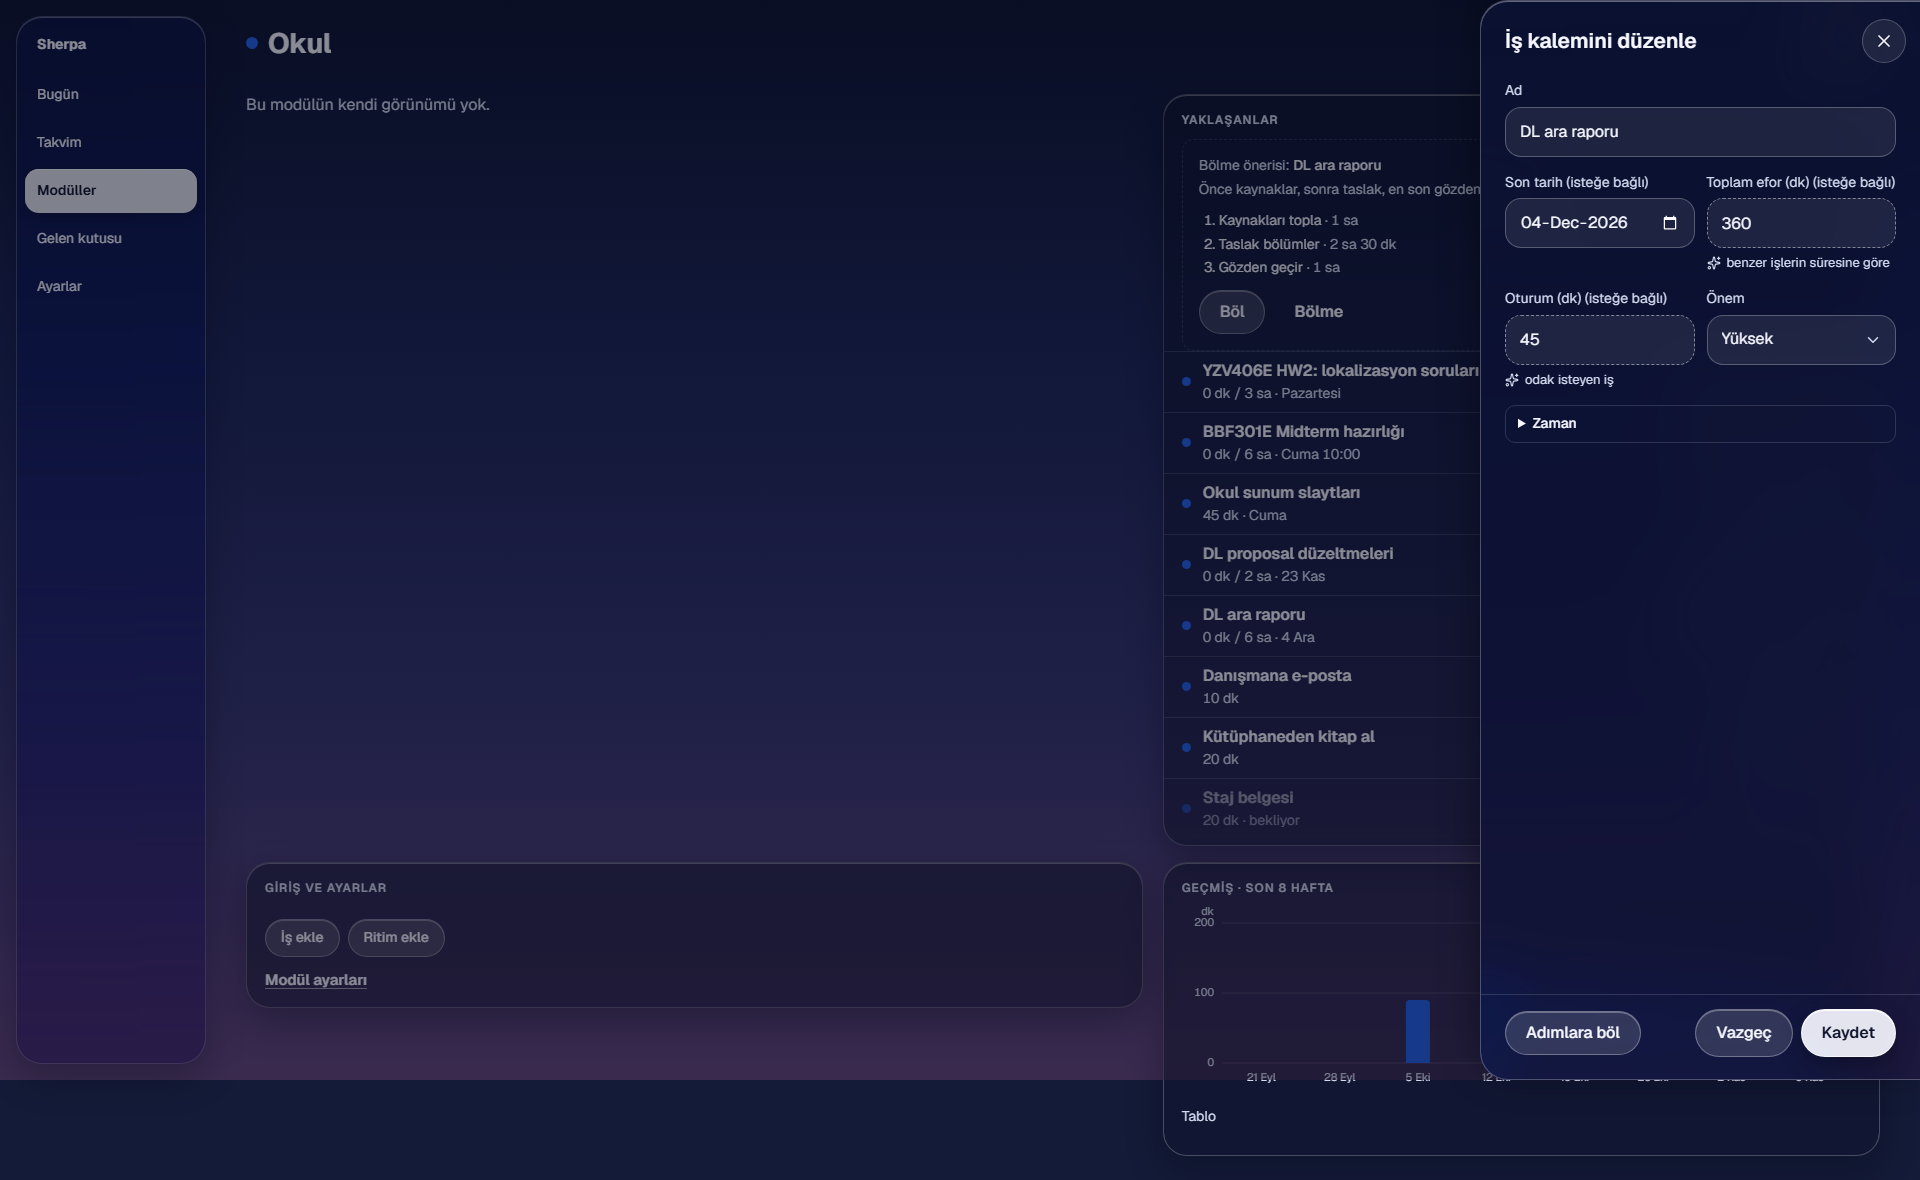 Sherpa
Bugün
Takvim
Modüller
Gelen kutusu
Ayarlar
Okul
Bu modülün kendi görünümü yok.
GİRİŞ VE AYARLAR
İş ekle
Ritim ekle
Modül ayarları
YAKLAŞANLAR
Bölme önerisi: DL ara raporu
Önce kaynaklar, sonra taslak, en son gözden
1. Kaynakları topla · 1 sa
2. Taslak bölümler · 2 sa 30 dk
3. Gözden geçir · 1 sa
Böl
Bölme
YZV406E HW2: lokalizasyon soruları
0 dk / 3 sa · Pazartesi
BBF301E Midterm hazırlığı
0 dk / 6 sa · Cuma 10:00
Okul sunum slaytları
45 dk · Cuma
DL proposal düzeltmeleri
0 dk / 2 sa · 23 Kas
DL ara raporu
0 dk / 6 sa · 4 Ara
Danışmana e-posta
10 dk
Kütüphaneden kitap al
20 dk
Staj belgesi
20 dk · bekliyor
GEÇMİŞ · SON 8 HAFTA
dk
200
100
0
21 Eyl
28 Eyl
5 Eki
12
Tablo
İş kalemini düzenle
Ad
DL ara raporu
Son tarih (isteğe bağlı)
Toplam efor (dk) (isteğe bağlı)
04-Dec-2026
360
benzer işlerin süresine göre
Oturum (dk) (isteğe bağlı)
Önem
45
Yüksek
odak isteyen iş
Zaman
Adımlara böl
Vazgeç
Kaydet